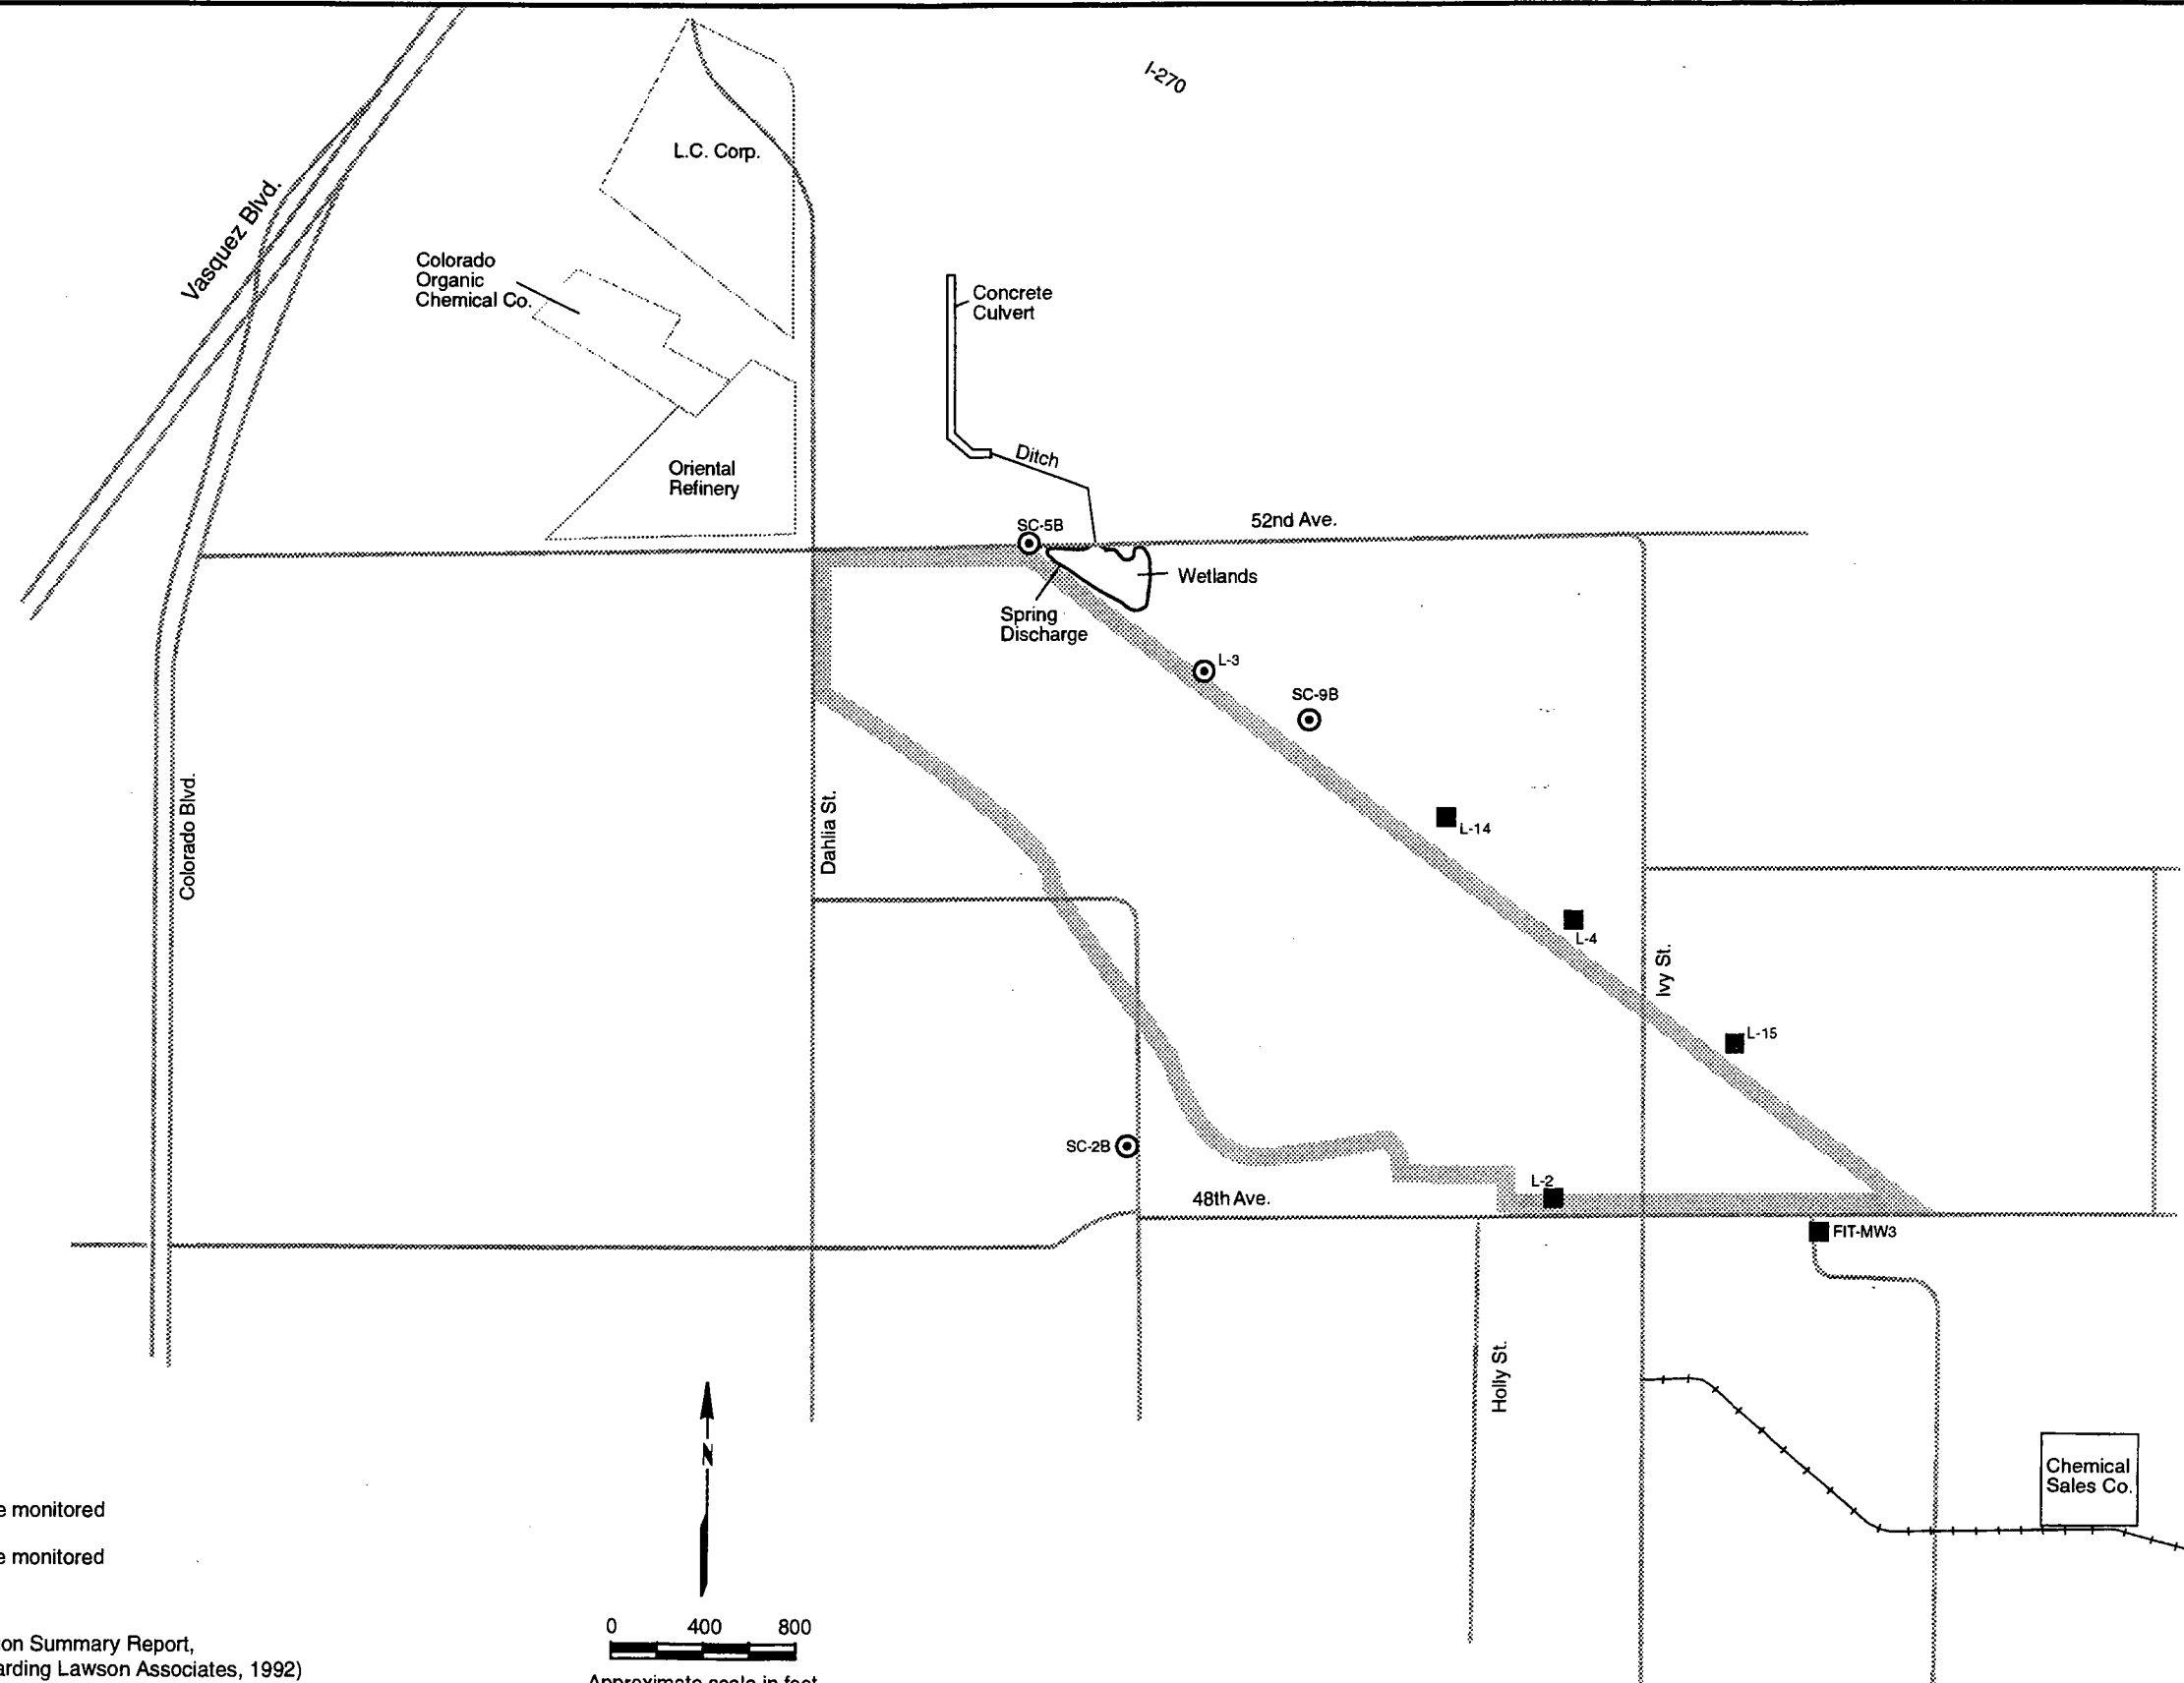 I-270
L.C. Corp.
Vasquez Blvd.
Colorado
Organic
Chemical Co.
Concrete
Culvert
Ditch
Oriental
Refinery
SC-5B
52nd Ave.
Wetlands
Spring
Discharge
L-3
SC-9B
Colorado Blvd.
Dahlia St.
L-14
L-4
Ivy St.
L-15
SC-2B
L-2
48th Ave.
FIT-MW3
Holly St.
N
Chemical
Sales Co.
monitored
monitored
0 400 800
Summary Report,
Lawson Associates, 1992)
Approximate scale in feet